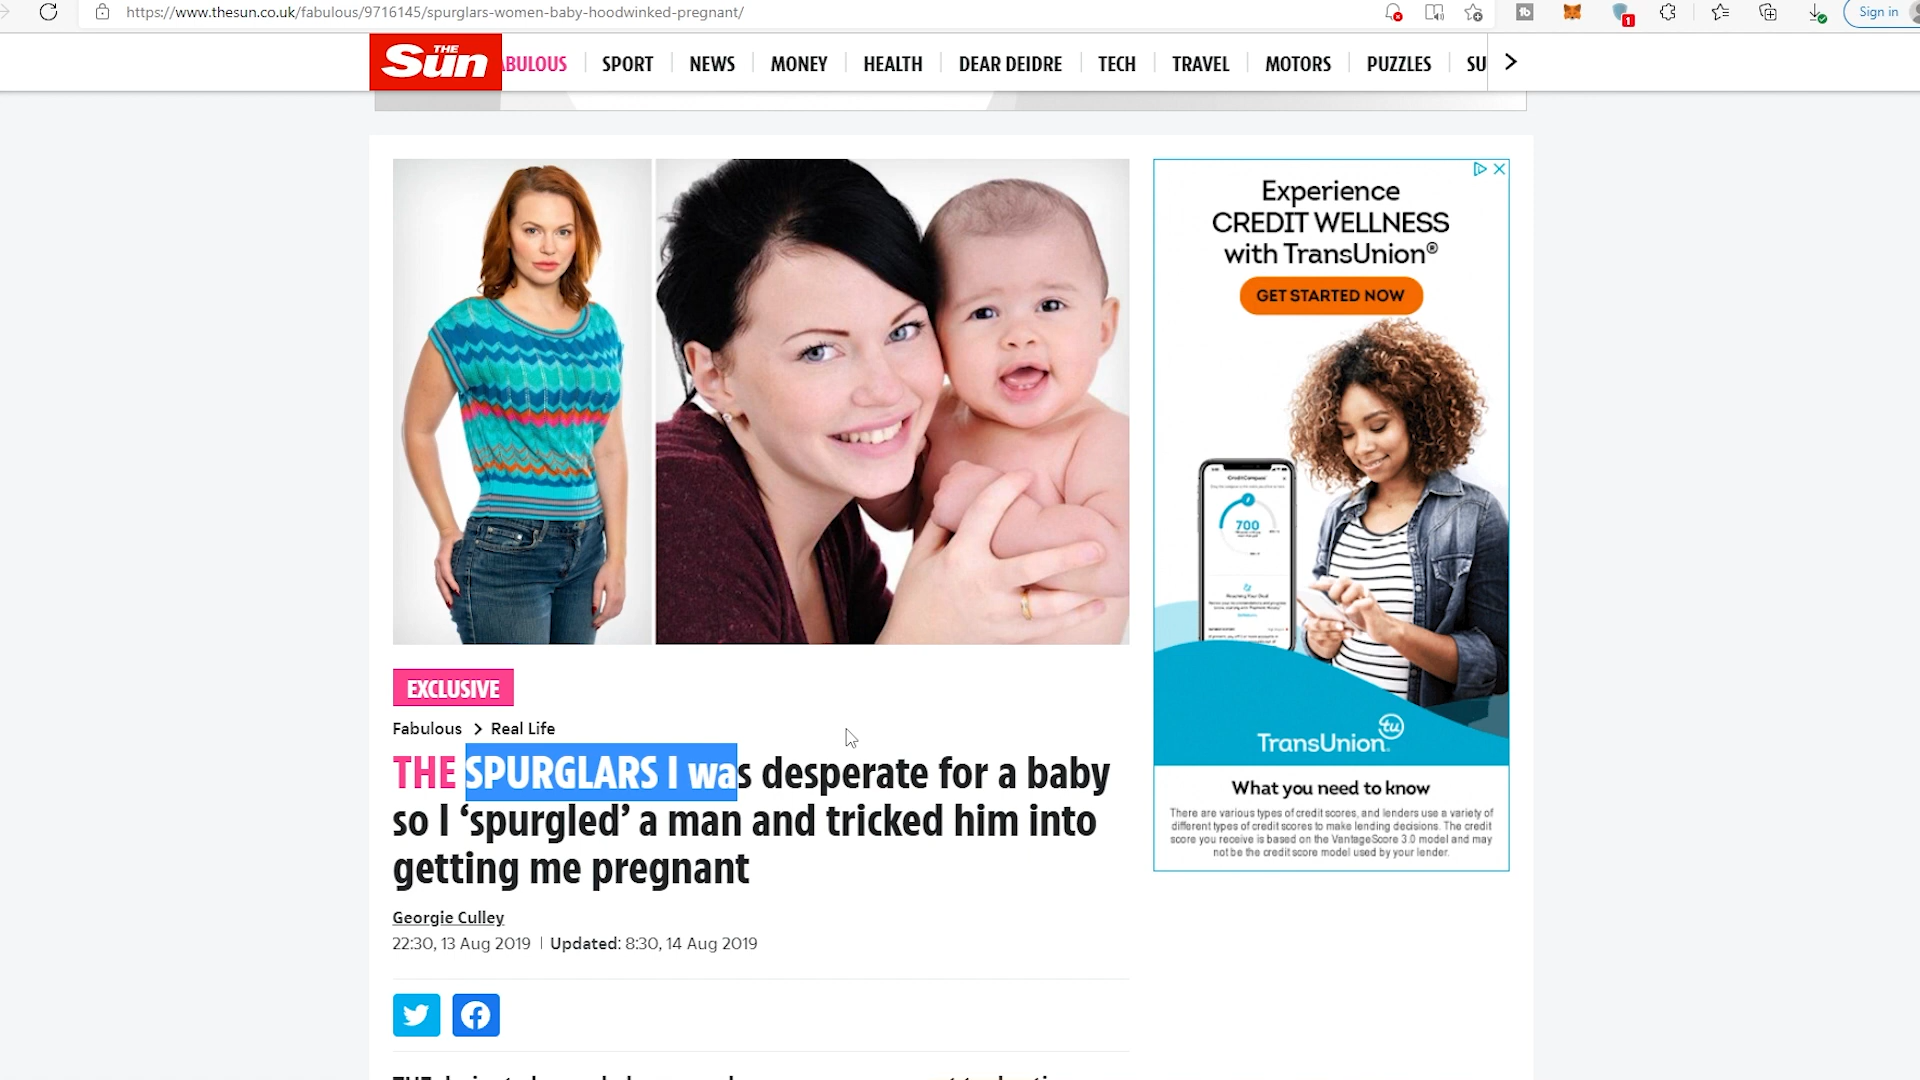 https://www.thesun.co.uk/fabulous/9716145/spurglars-women-baby-hoodwinked-pregnant/
1
Sign in
THE Sun
ABULOUS SPORT NEWS MONEY HEALTH DEAR DEIDRE TECH TRAVEL MOTORS PUZZLES SU
Experience
CREDIT WELLNESS
with TransUnion®
GET STARTED NOW
700
tu
TransUnion
What you need to know
There are various types of credit scores, and lenders use a variety of
different types of credit scores to make lending decisions. The credit
score you receive is based on the VantageScore 3.0 model and may
not be the credit score model used by your lender.
EXCLUSIVE
Fabulous > Real Life
THE SPURGLARS I was desperate for a baby
so I ‘spurgled’ a man and tricked him into
getting me pregnant
Georgie Culley
22:30, 13 Aug 2019 | Updated: 8:30, 14 Aug 2019